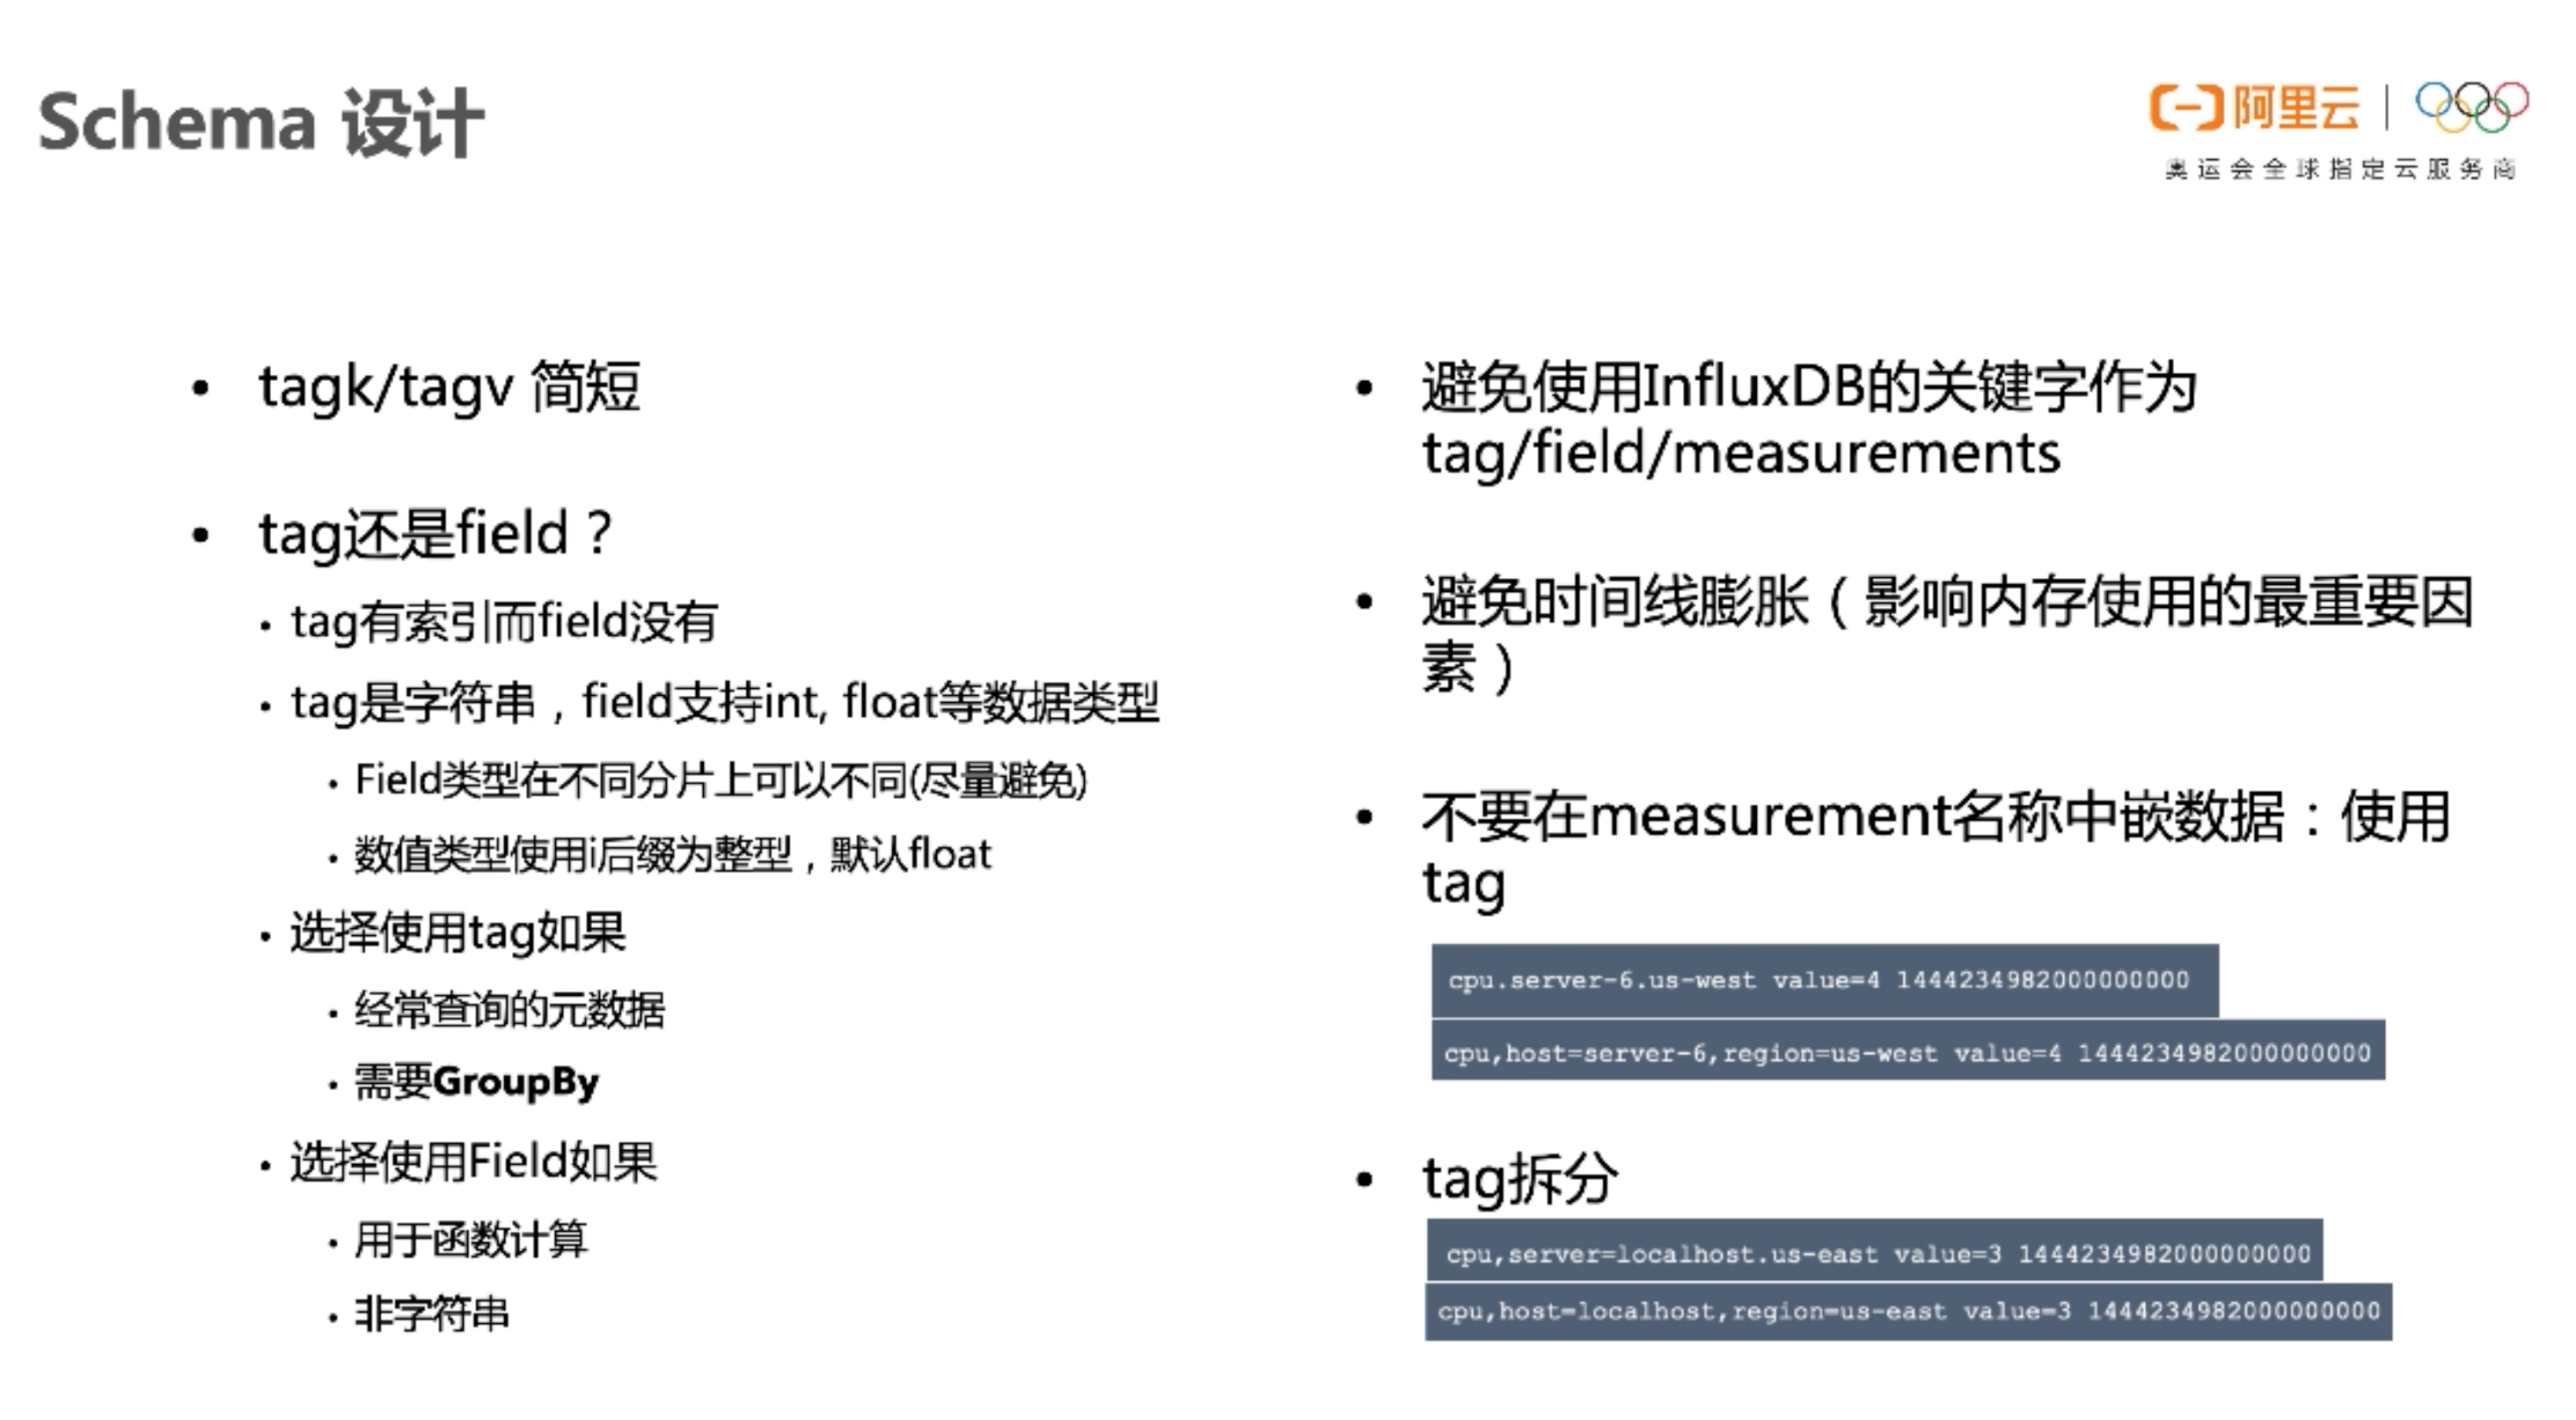 Schema 设计
阿里云
奥运会全球指定云服务商
• tagk/tagv 简短
• tag还是field？
• tag有索引而field没有
• tag是字符串，field支持int, float等数据类型
• Field类型在不同分片上可以不同(尽量避免)
• 数值类型使用i后缀为整型，默认float
• 选择使用tag如果
• 经常查询的元数据
• 需要GroupBy
• 选择使用Field如果
• 用于函数计算
• 非字符串
• 避免使用InfluxDB的关键字作为
tag/field/measurements
• 避免时间线膨胀（影响内存使用的最重要因
素）
• 不要在measurement名称中嵌数据：使用
tag
cpu.server-6.us-west value=4 1444234982000000000
cpu,host=server-6,region=us-west value=4 1444234982000000000
• tag拆分
cpu,server=localhost.us-east value=3 1444234982000000000
cpu,host=localhost,region=us-east value=3 1444234982000000000